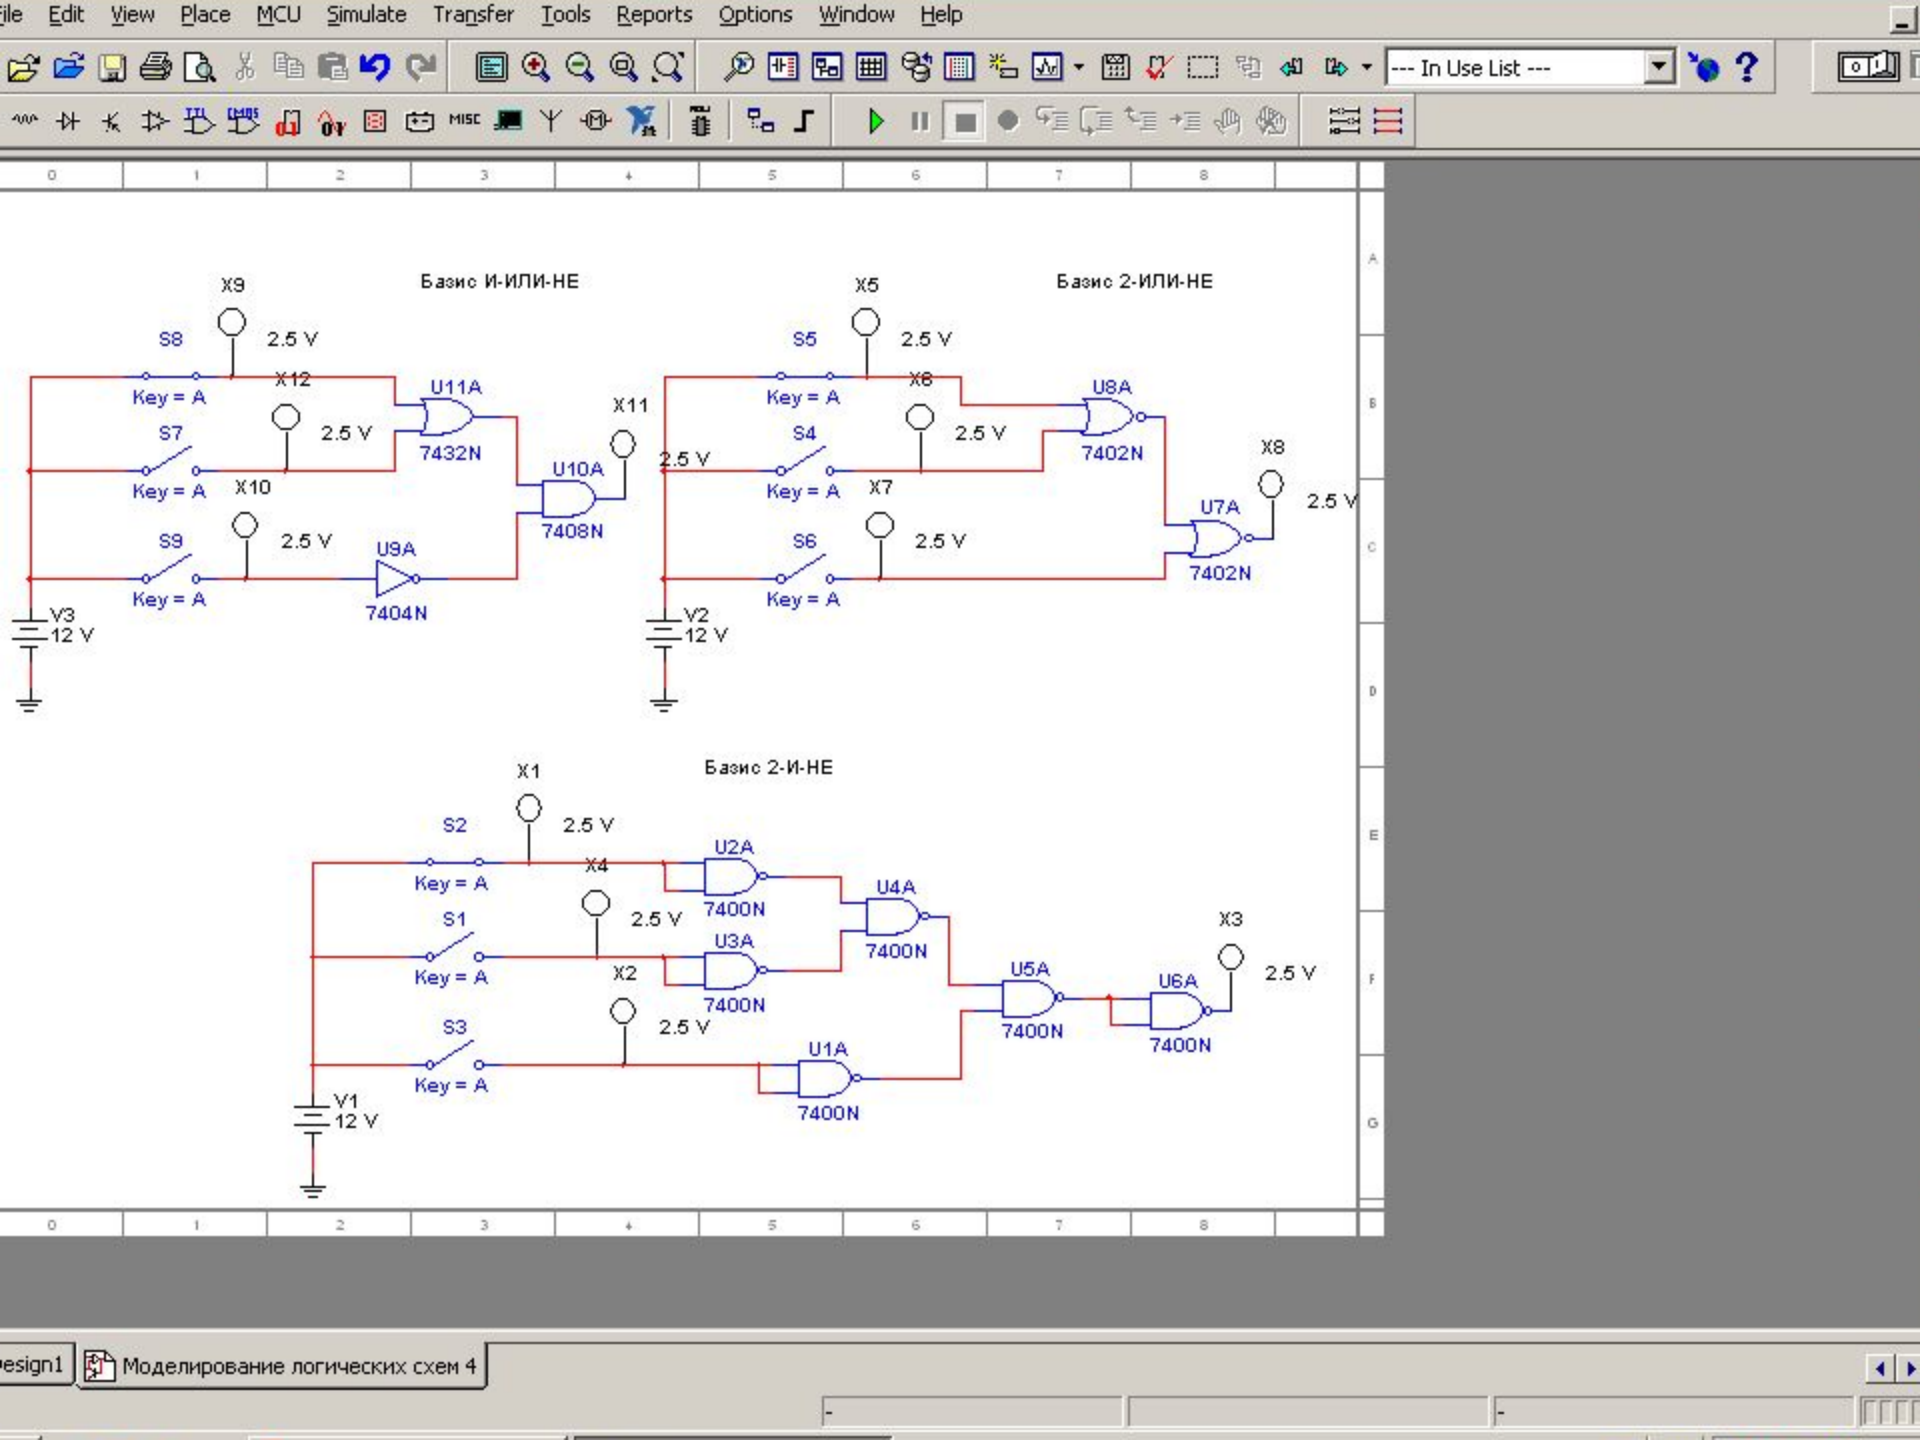 File Edit View Place MCU Simulate Transfer Tools Reports Options Window Help
--- In Use List ---
TTL CMOS MISC MCU
0 1 2 3 4 5 6 7 8
A
B
C
D
E
F
G
Базис И-ИЛИ-НЕ
X9
S8
2.5 V
Key = A
X12
U11A
S7
2.5 V
7432N
X11
2.5 V
Key = A
X10
U10A
7408N
S9
2.5 V
U9A
Key = A
7404N
V3
12 V
Базис 2-ИЛИ-НЕ
X5
S5
2.5 V
Key = A
X6
U8A
S4
2.5 V
7402N
X8
2.5 V
Key = A
X7
U7A
7402N
S6
2.5 V
Key = A
V2
12 V
Базис 2-И-НЕ
X1
S2
2.5 V
Key = A
X4
U2A
7400N
U4A
7400N
S1
2.5 V
Key = A
X2
U3A
7400N
U5A
7400N
U6A
7400N
X3
2.5 V
S3
2.5 V
Key = A
U1A
7400N
V1
12 V
0 1 2 3 4 5 6 7 8
Design1
Моделирование логических схем 4
-
-